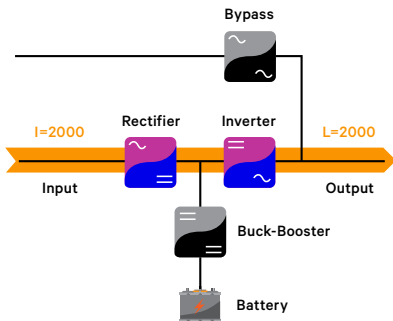 Bypass
I=2000
Rectifier
Inverter
L=2000
Input
Output
Buck-Booster
Battery